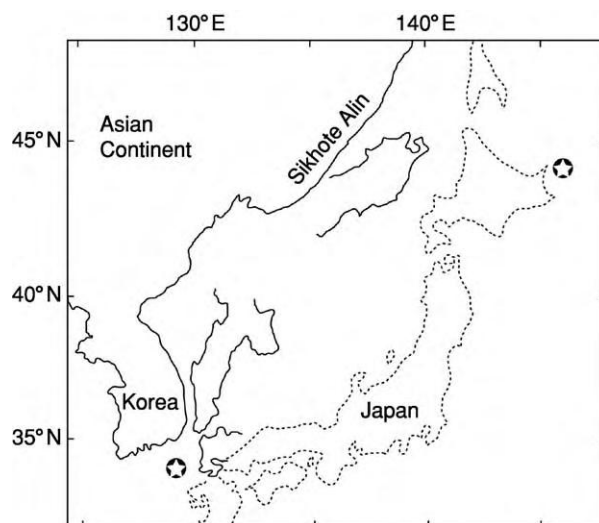 130°E 140°E
45°N
Asian
Continent
Sikhote Alin
40°N
Korea
Japan
35°N